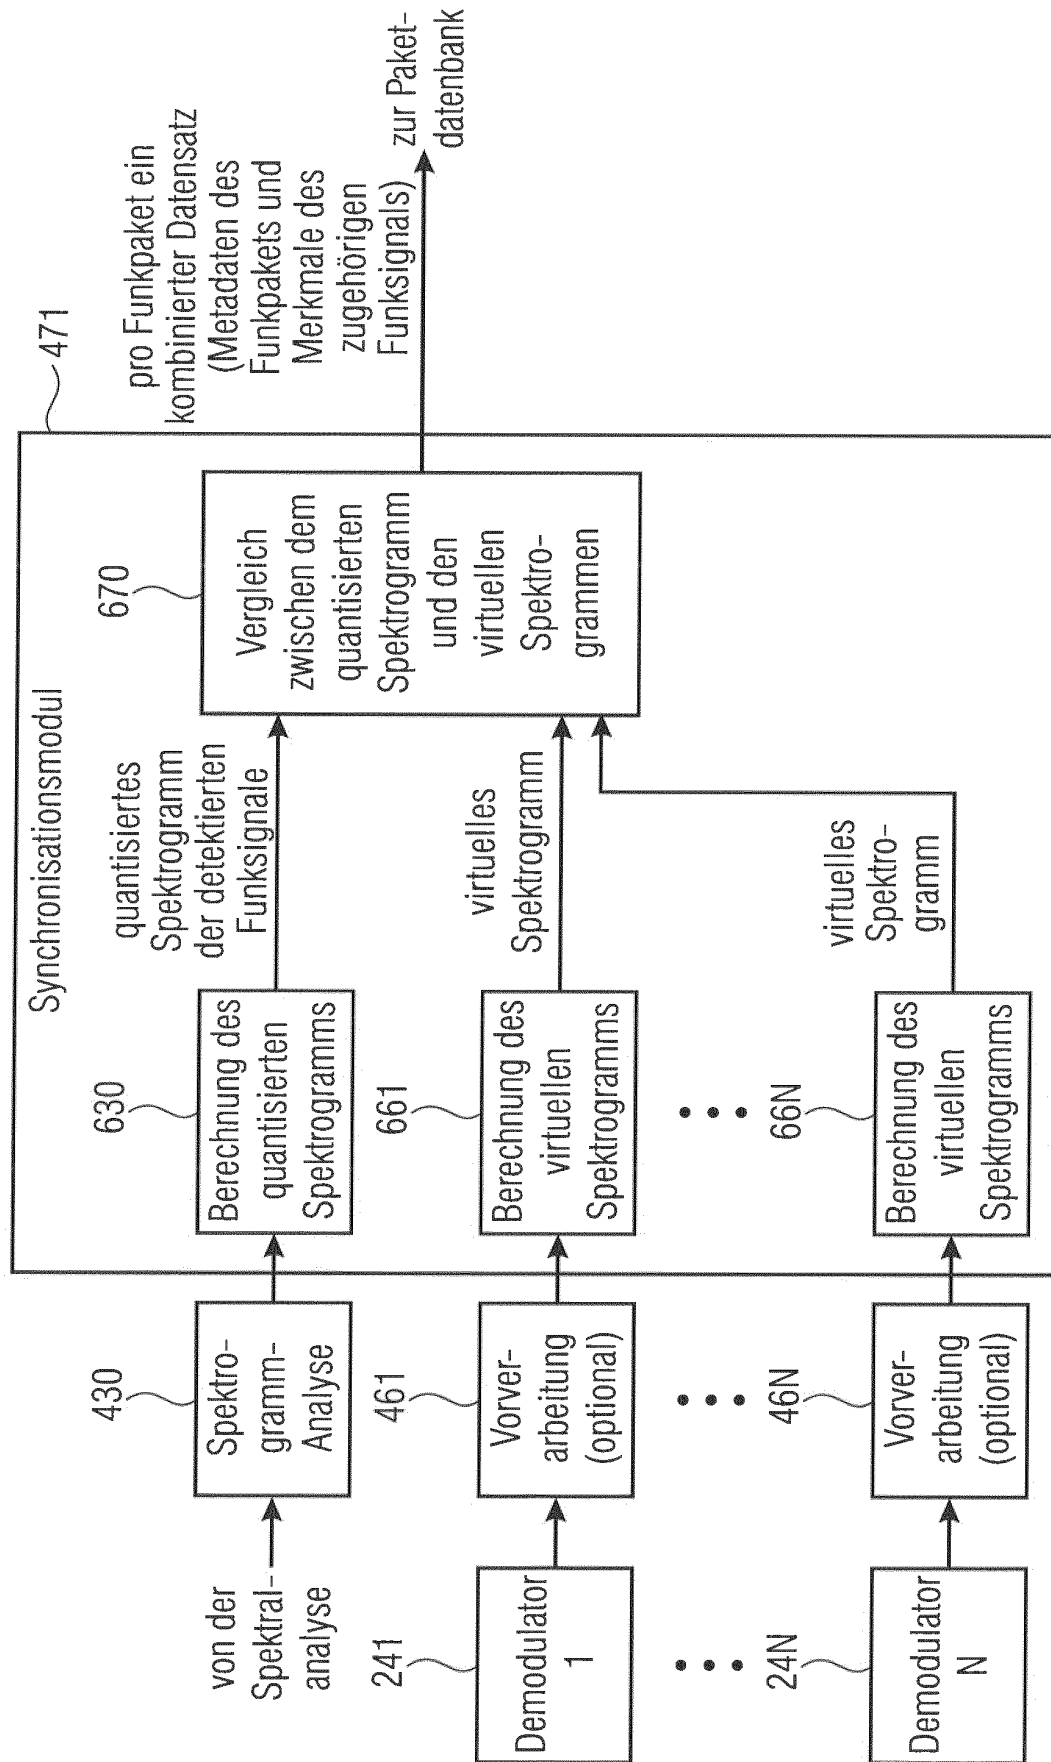 von der
Spektral-
analyse
430
Spektro-
gramm-
Analyse
Synchronisationsmodul
630
Berechnung des
quantisierten
Spektrogramms
quantisiertes
Spektrogramm
der detektierten
Funksignale
670
Vergleich
zwischen dem
quantisierten
Spektrogramm
und den
virtuellen
Spektro-
grammen
471
pro Funkpaket ein
kombinierter Datensatz
(Metadaten des
Funkpakets und
Merkmale des
zugehörigen
Funksignals)
zur Paket-
datenbank
241
Demodulator
1
461
Vorver-
arbeitung
(optional)
661
Berechnung des
virtuellen
Spektrogramms
virtuelles
Spektrogramm
24N
Demodulator
N
46N
Vorver-
arbeitung
(optional)
66N
Berechnung des
virtuellen
Spektrogramms
virtuelles
Spektro-
gramm